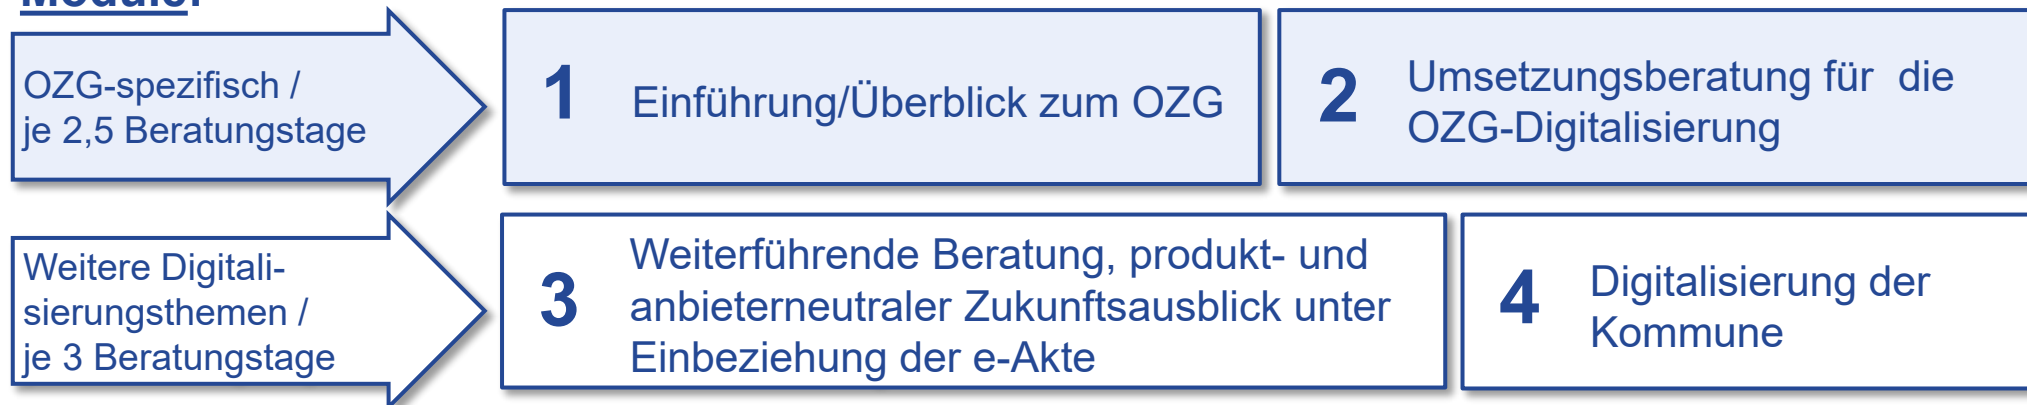 Module:
OZG-spezifisch /
je 2,5 Beratungstage
1
Einführung/Überblick zum OZG
2
Umsetzungsberatung für die
OZG-Digitalisierung
Weitere Digitali-
sierungsthemen /
je 3 Beratungstage
3
Weiterführende Beratung, produkt- und
anbieterneutraler Zukunftsausblick unter
Einbeziehung der e-Akte
4
Digitalisierung der
Kommune